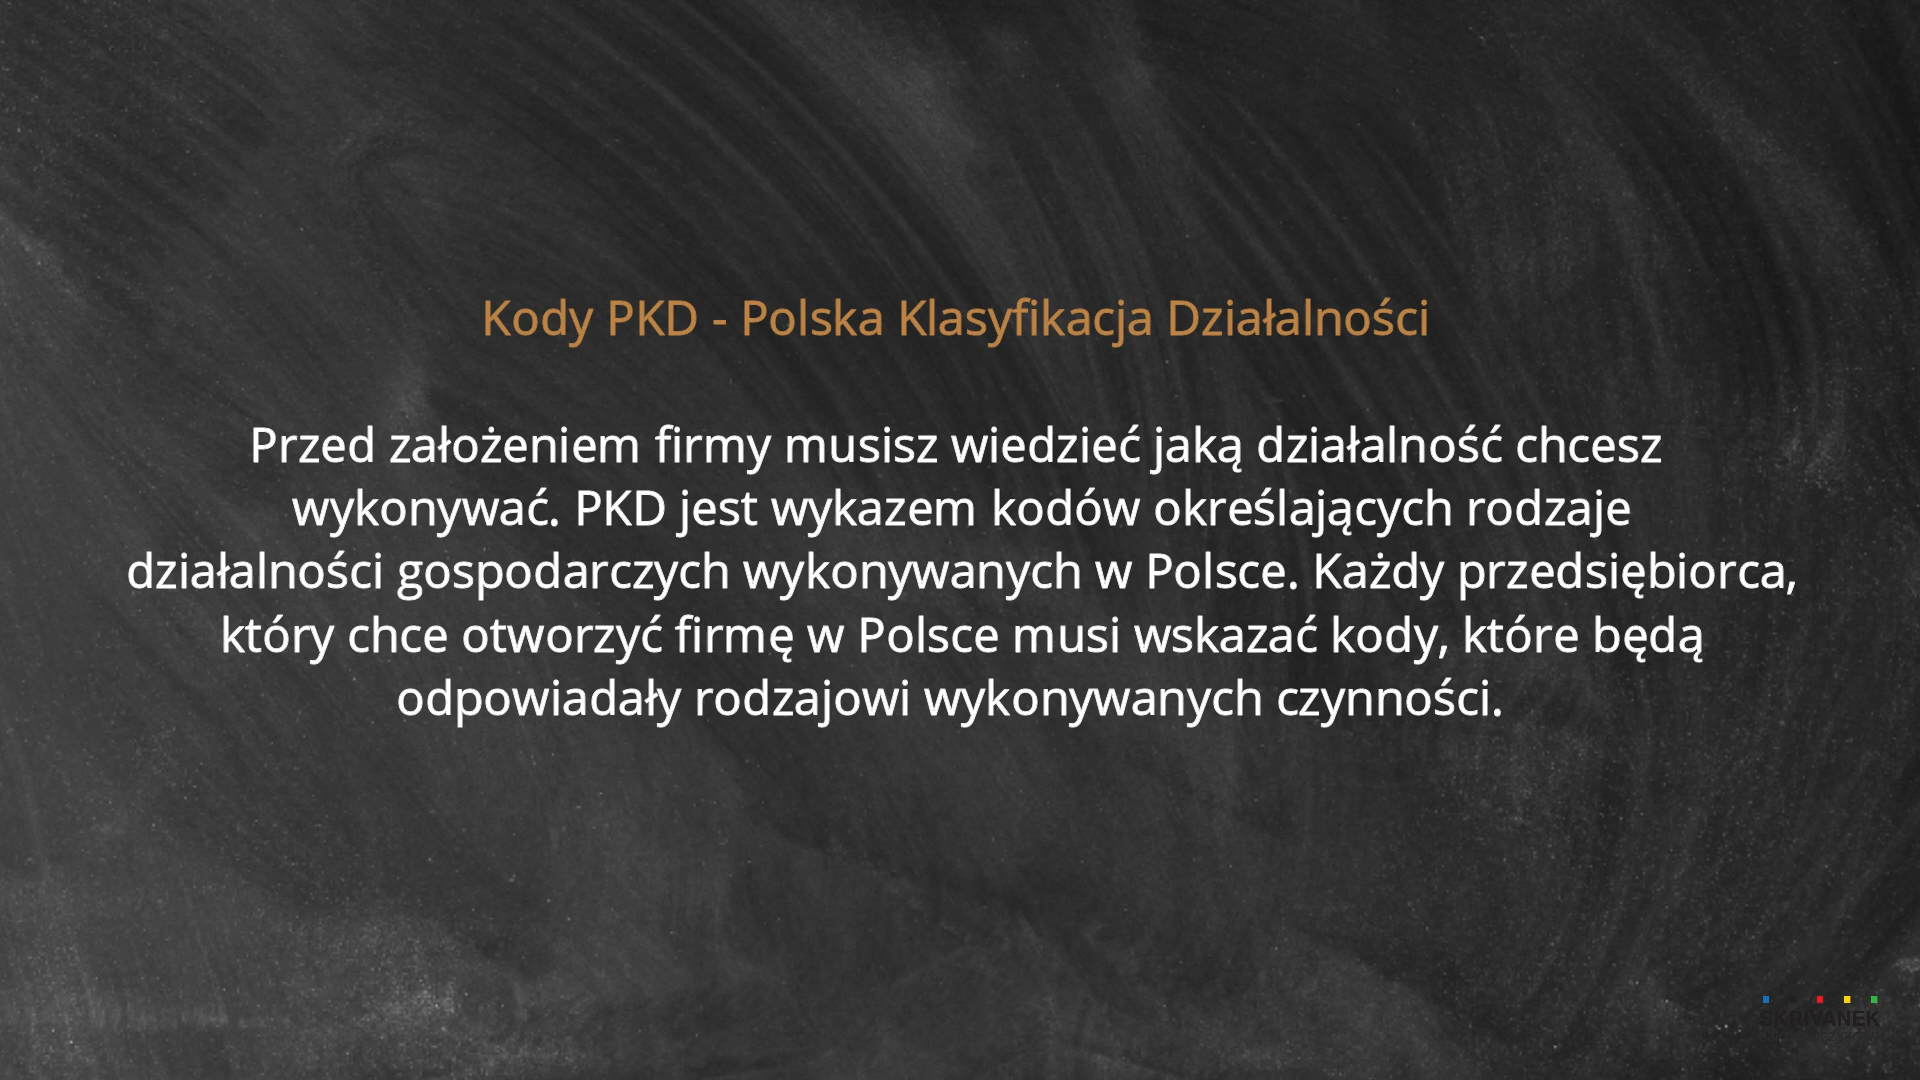 Kody PKD - Polska Klasyfikacja Działalności
Przed założeniem firmy musisz wiedzieć jaką działalność chcesz
wykonywać. PKD jest wykazem kodów określających rodzaje
działalności gospodarczych wykonywanych w Polsce. Każdy przedsiębiorca,
który chce otworzyć firmę w Polsce musi wskazać kody, które będą
odpowiadały rodzajowi wykonywanych czynności.
SKRIVANEK